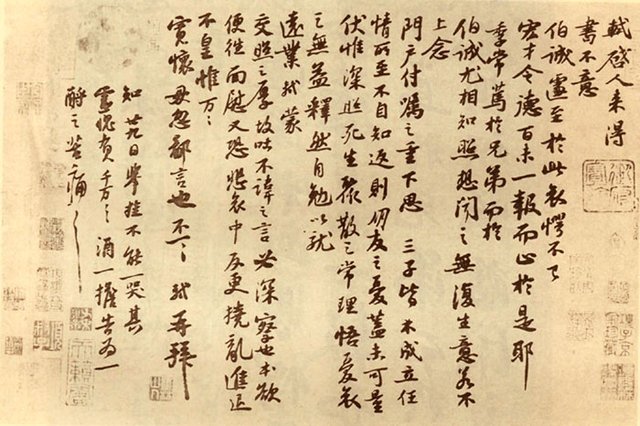 軾啓人来得
書不意
伯誠遽至於此哀愕不已
宏才令德百未一報而止於是耶
季常篤於兄弟而於
伯誠尤相知照想聞之無復生意若不
上念
門户付囑之重下思三子皆未成立任
情所至不自知返則朋友之憂蓋未可量
伏惟深照死生聚散之常理悟憂哀
之無益釋然自勉以就
遠業軾蒙
交照之厚故吐不諱之言必深察也本欲
便往面慰又恐悲哀中反更撓亂進退
不皇惟万万
寬懷毋忽鄙言也不一一軾再拜
知廿九日舉挂不能一哭其
靈愧負千万千万酒一擔告為一
酹之苦痛苦痛